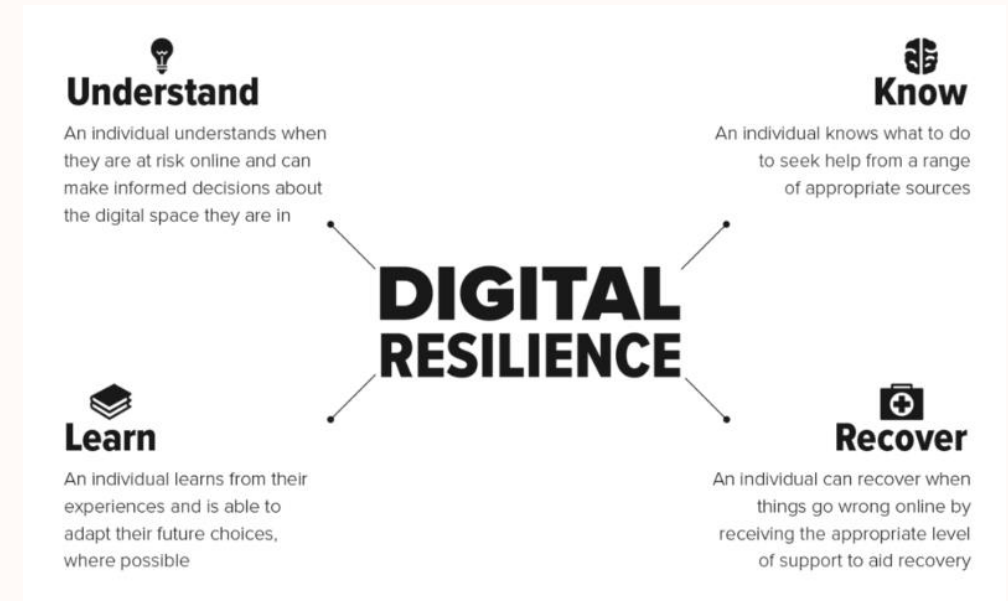 Understand
An individual understands when
they are at risk online and can
make informed decisions about
the digital space they are in
Know
An individual knows what to do
to seek help from a range
of appropriate sources
DIGITAL
RESILIENCE
Learn
An individual learns from their
experiences and is able to
adapt their future choices,
where possible
Recover
An individual can recover when
things go wrong online by
receiving the appropriate level
of support to aid recovery